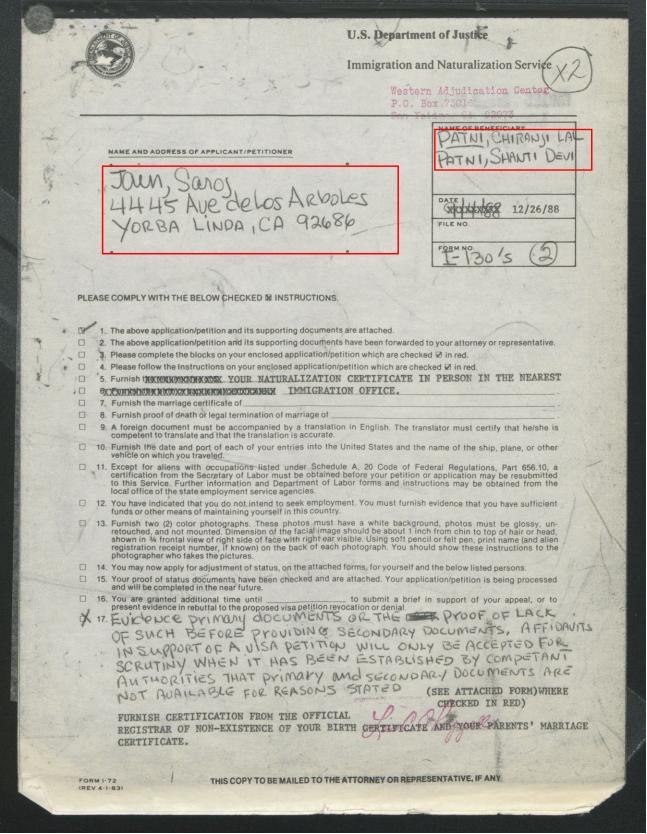 U.S. Department of Justice
Immigration and Naturalization Service
X2
Western Adjudication Center
P.O. Box
NAME OF BENEFICIARY
PATNI, CHIRANJI LAL
PATNI, SHANTI DEVI
NAME AND ADDRESS OF APPLICANT/PETITIONER
Jain, Saroj
4445 Ave de Los Arboles
YORBA LINDA, CA 92686
DATE
12/26/88
FILE NO.
FORM NO.
I-130's (2)
PLEASE COMPLY WITH THE BELOW CHECKED ☒ INSTRUCTIONS.
1. The above application/petition and its supporting documents are attached.
2. The above application/petition and its supporting documents have been forwarded to your attorney or representative.
3. Please complete the blocks on your enclosed application/petition which are checked ☑ in red.
4. Please follow the Instructions on your enclosed application/petition which are checked ☑ in red.
5. Furnish YOUR NATURALIZATION CERTIFICATE IN PERSON IN THE NEAREST
IMMIGRATION OFFICE.
7. Furnish the marriage certificate of
8. Furnish proof of death or legal termination of marriage of
9. A foreign document must be accompanied by a translation in English. The translator must certify that he/she is
competent to translate and that the translation is accurate.
10. Furnish the date and port of each of your entries into the United States and the name of the ship, plane, or other
vehicle on which you traveled.
11. Except for aliens with occupations listed under Schedule A, 20 Code of Federal Regulations, Part 656.10, a
certification from the Secretary of Labor must be obtained before your petition or application may be resubmitted
to this Service. Further information and Department of Labor forms and instructions may be obtained from the
local office of the state employment service agencies.
12. You have indicated that you do not intend to seek employment. You must furnish evidence that you have sufficient
funds or other means of maintaining yourself in this country.
13. Furnish two (2) color photographs. These photos must have a white background, photos must be glossy, un-
retouched, and not mounted. Dimension of the facial image should be about 1 inch from chin to top of hair or head,
shown in ¾ frontal view of right side of face with right ear visible. Using soft pencil or felt pen, print name (and alien
registration receipt number, if known) on the back of each photograph. You should show these instructions to the
photographer who takes the pictures.
14. You may now apply for adjustment of status, on the attached forms, for yourself and the below listed persons.
15. Your proof of status documents have been checked and are attached. Your application/petition is being processed
and will be completed in the near future.
16. You are granted additional time until to submit a brief in support of your appeal, or to
present evidence in rebuttal to the proposed visa petition revocation or denial.
X 17. Evidence primary documents OR THE PROOF OF LACK
OF SUCH BEFORE PROVIDING SECONDARY DOCUMENTS, AFFIDAVITS
IN SUPPORT OF A VISA PETITION WILL ONLY BE ACCEPTED FOR
SCRUTINY WHEN IT HAS BEEN ESTABLISHED BY COMPETANT
AUTHORITIES THAT primary and SECONDARY DOCUMENTS ARE
NOT AVAILABLE FOR REASONS STATED (SEE ATTACHED FORM)WHERE
CHECKED IN RED)
FURNISH CERTIFICATION FROM THE OFFICIAL
REGISTRAR OF NON-EXISTENCE OF YOUR BIRTH CERTIFICATE AND YOUR PARENTS' MARRIAGE
CERTIFICATE.
FORM I-72
(REV 4-1-83)
THIS COPY TO BE MAILED TO THE ATTORNEY OR REPRESENTATIVE, IF ANY